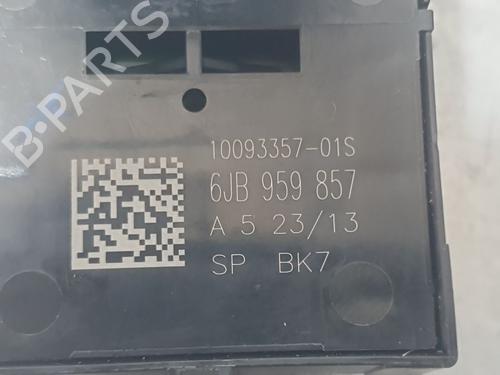 B-PARTS
10093357-01S
6JB 959 857
A 5 23/13
SP BK7